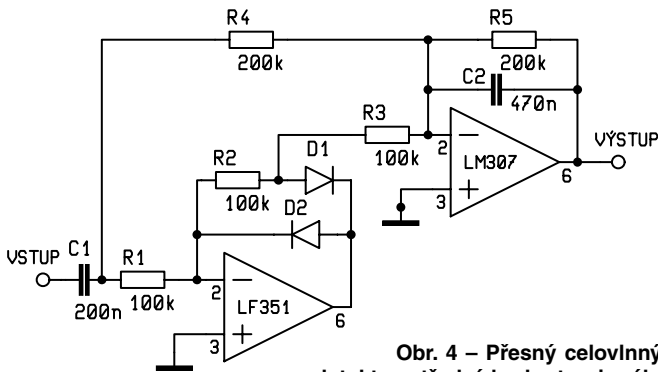 R4
200k
R5
200k
C2
470n
R3
100k
2
3
6
LM307
VÝSTUP
R2
100k
D1
D2
VSTUP
C1
200n
R1
100k
2
3
6
LF351
Obr. 4 – Přesný celovlnný